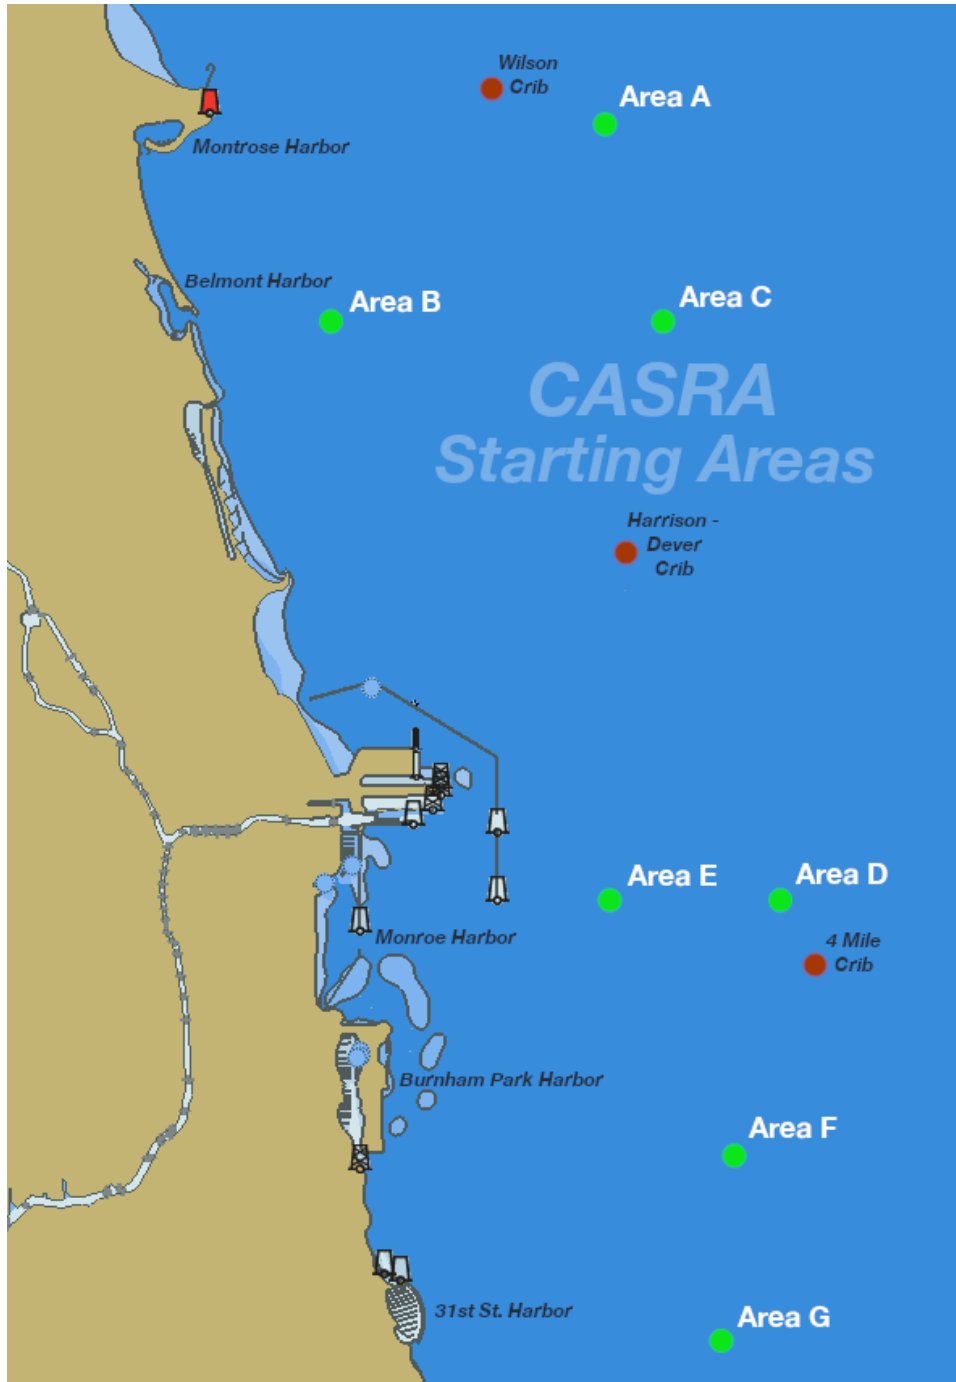 Wilson
Crib
Area A
Montrose Harbor
Belmont Harbor
Area B
Area C
CASRA
Starting Areas
Harrison -
Dever
Crib
Area E
Area D
Monroe Harbor
4 Mile
Crib
Burnham Park Harbor
Area F
31st St. Harbor
Area G